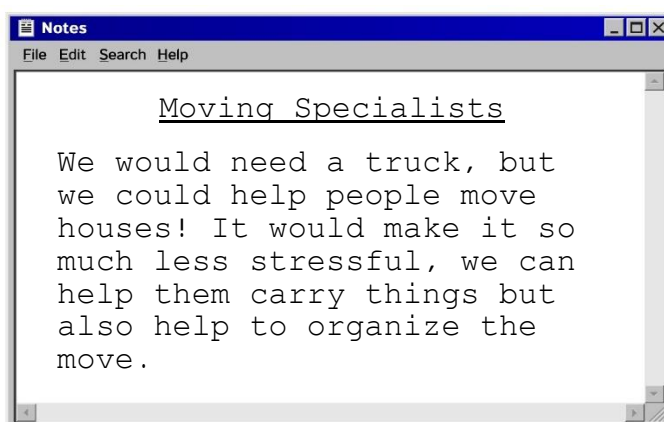 Notes
File Edit Search Help
Moving Specialists
We would need a truck, but
we could help people move
houses! It would make it so
much less stressful, we can
help them carry things but
also help to organize the
move.